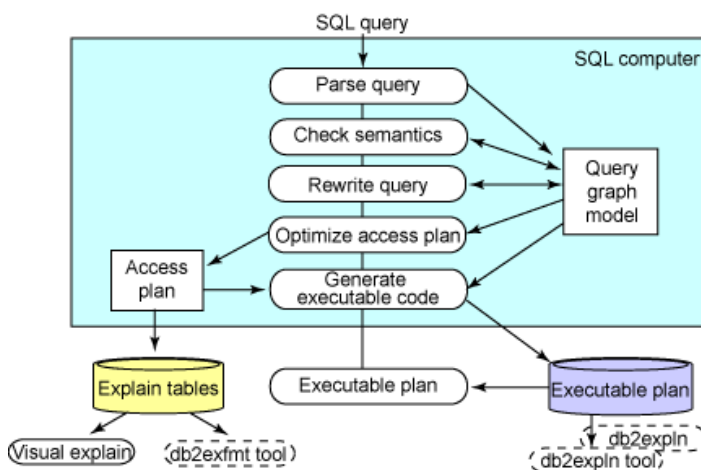 SQL query
SQL computer
Parse query
Check semantics
Query
graph
model
Rewrite query
Optimize access plan
Access
plan
Generate
executable code
Explain tables
Executable plan
Executable plan
Visual explain
db2exfmt tool
db2expln
db2expln tool